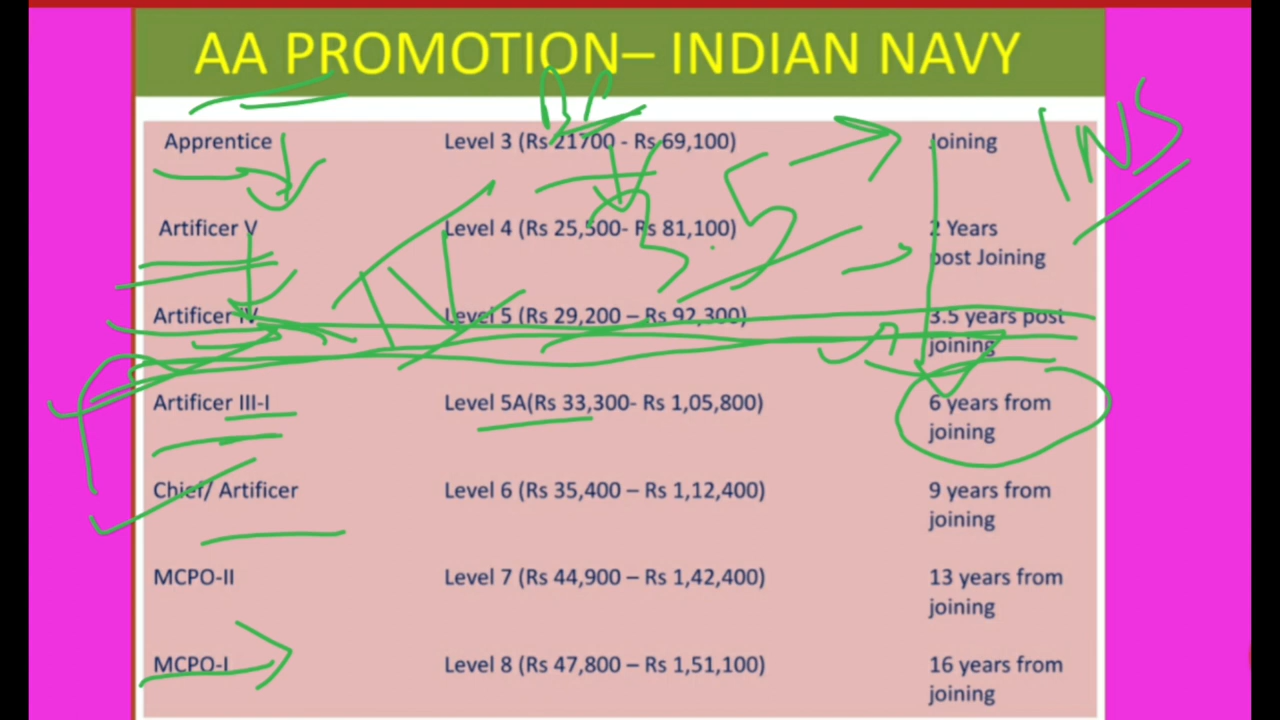 AA PROMOTION– INDIAN NAVY
Apprentice Level 3 (Rs 21700 - Rs 69,100) Joining
INS
Artificer V Level 4 (Rs 25,500- Rs 81,100) 2 Years
post Joining
Artificer IV Level 5 (Rs 29,200 – Rs 92,300) 3.5 years post
joining
Artificer III-I Level 5A(Rs 33,300- Rs 1,05,800) 6 years from
joining
Chief/ Artificer Level 6 (Rs 35,400 – Rs 1,12,400) 9 years from
joining
MCPO-II Level 7 (Rs 44,900 – Rs 1,42,400) 13 years from
joining
MCPO-I Level 8 (Rs 47,800 – Rs 1,51,100) 16 years from
joining